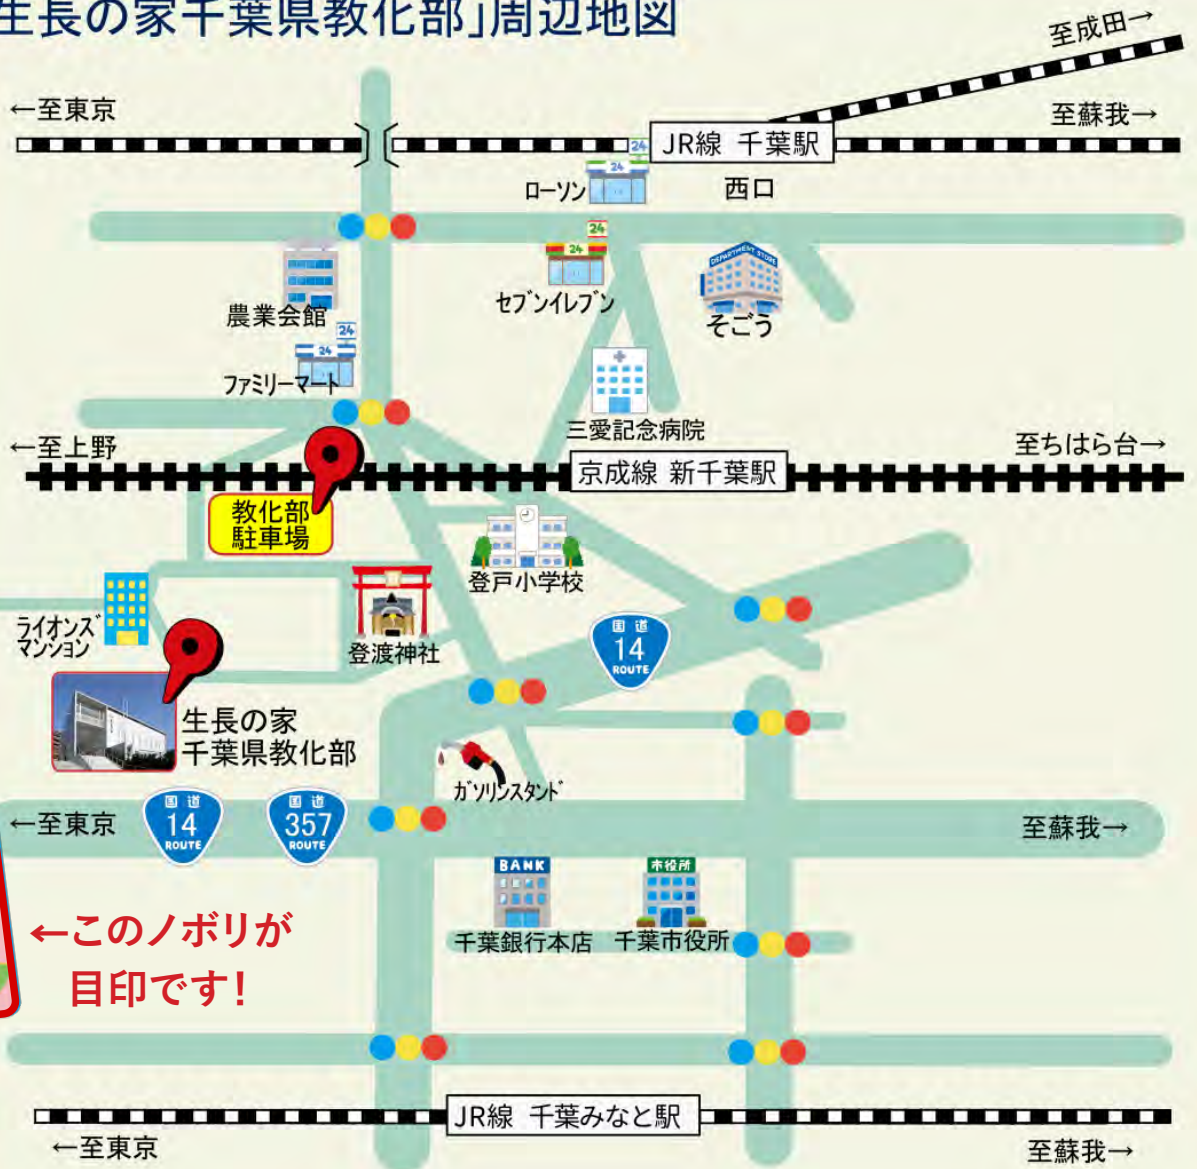 生長の家千葉県教化部」周辺地図
至成田→
←至東京
至蘇我→
JR線 千葉駅
24
24
ローソン
西口
24
24
DEPARTMENT STORE
セブンイレブン
そごう
農業会館
24
24
ファミリーマート
三愛記念病院
←至上野
至ちはら台→
京成線 新千葉駅
教化部
駐車場
登戸小学校
ライオンズ
マンション
登渡神社
国道
14
ROUTE
生長の家
千葉県教化部
ガソリンスタンド
←至東京
国道
14
ROUTE
国道
357
ROUTE
至蘇我→
BANK
市役所
千葉銀行本店
千葉市役所
←このノボリが
目印です!
JR線 千葉みなと駅
←至東京
至蘇我→